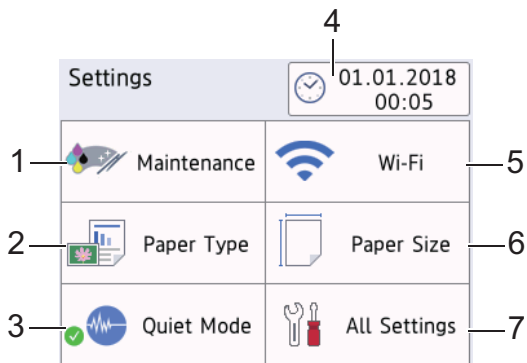 4
Settings
01.01.2018
00:05
1
Maintenance
Wi-Fi
5
2
Paper Type
Paper Size
6
3
Quiet Mode
All Settings
7